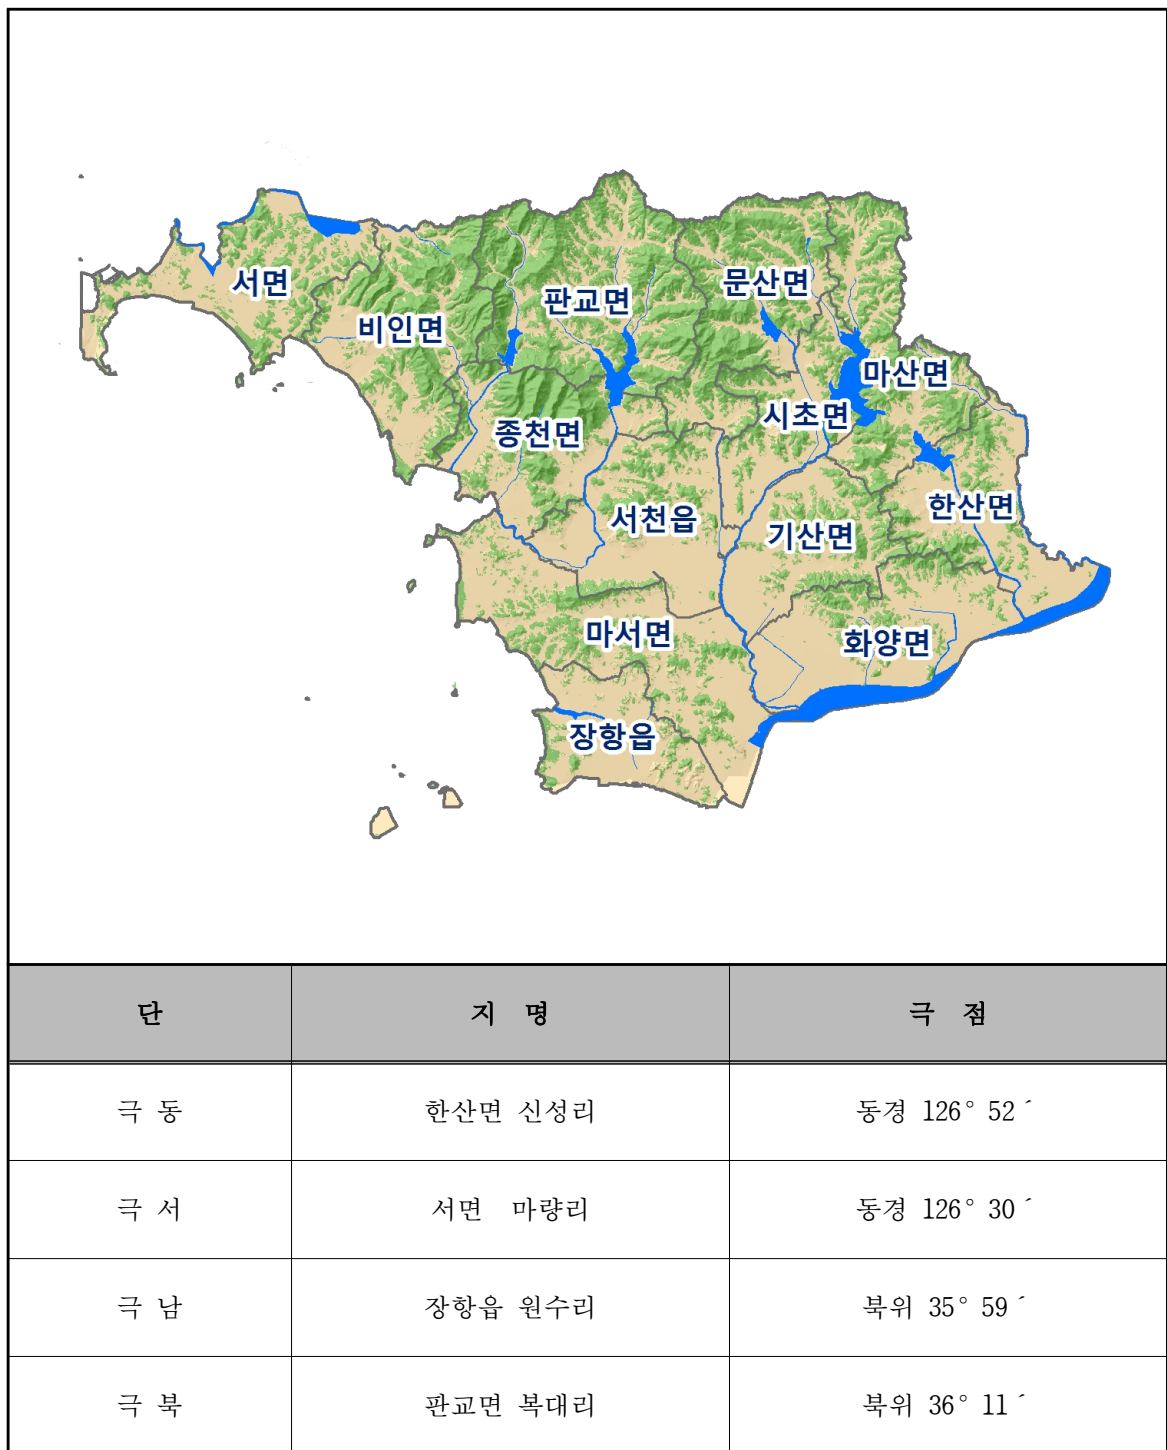 서면
비인면
판교면
문산면
마산면
시초면
종천면
서천읍
기산면
한산면
마서면
화양면
장항읍
단 지 명 극 점
극 동 한산면 신성리 동경 126° 52´
극 서 서면 마량리 동경 126° 30´
극 남 장항읍 원수리 북위 35° 59´
극 북 판교면 복대리 북위 36° 11´